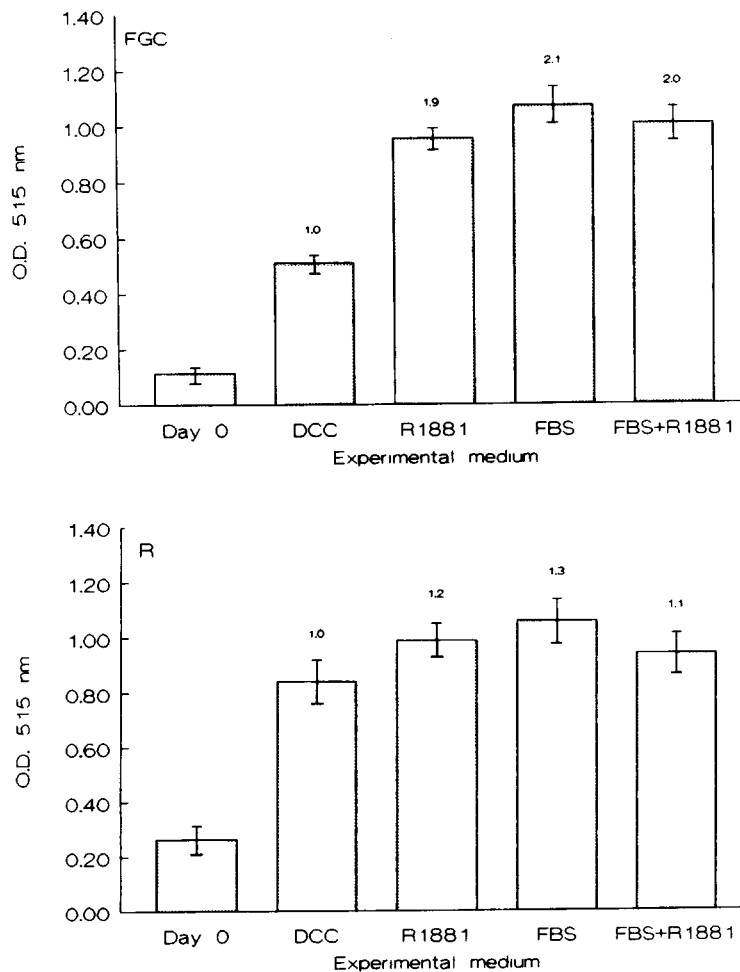 1.40
FGC
1.20
1.00
0.80
0.60
0.40
0.20
0.00
O.D. 515 nm
1.0
1.9
2.1
2.0
Day 0
DCC
R1881
FBS
FBS+R1881
Experimental medium
1.40
R
1.20
1.00
0.80
0.60
0.40
0.20
0.00
O.D. 515 nm
1.0
1.2
1.3
1.1
Day 0
DCC
R1881
FBS
FBS+R1881
Experimental medium